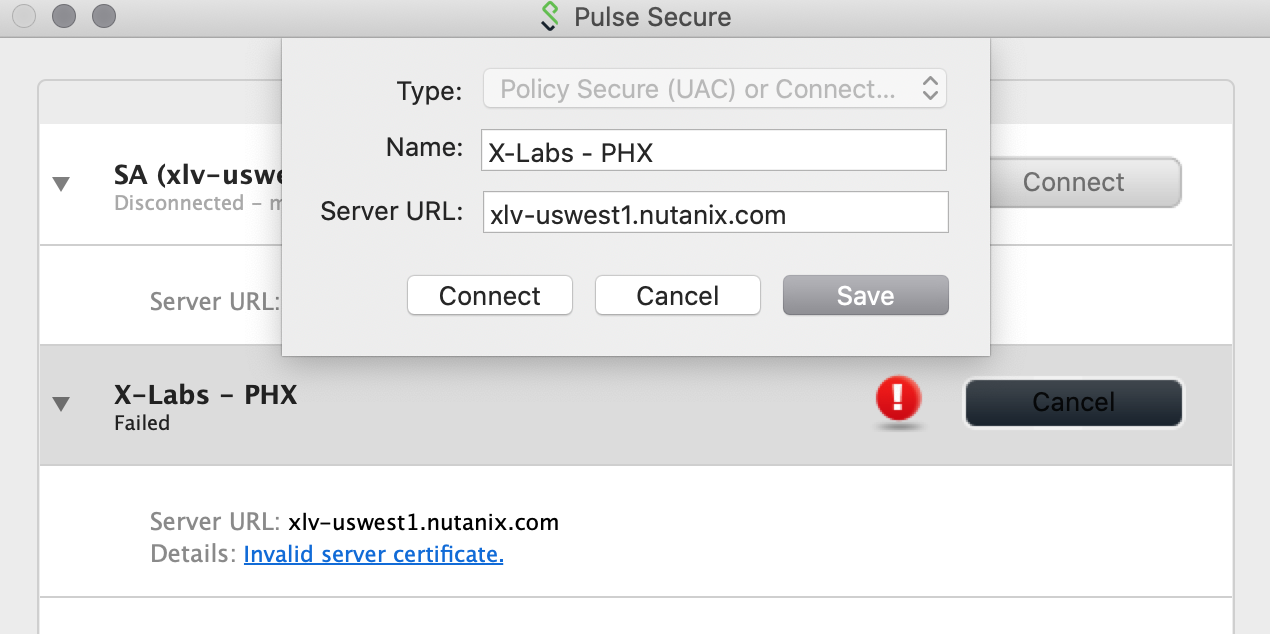 Pulse Secure
Type: Policy Secure (UAC) or Connect...
Name: X-Labs - PHX
Server URL: xlv-uswest1.nutanix.com
Connect Cancel Save
SA (xlv-uswe
Disconnected -
Connect
Server URL:
X-Labs - PHX
Failed
Cancel
Server URL: xlv-uswest1.nutanix.com
Details: Invalid server certificate.